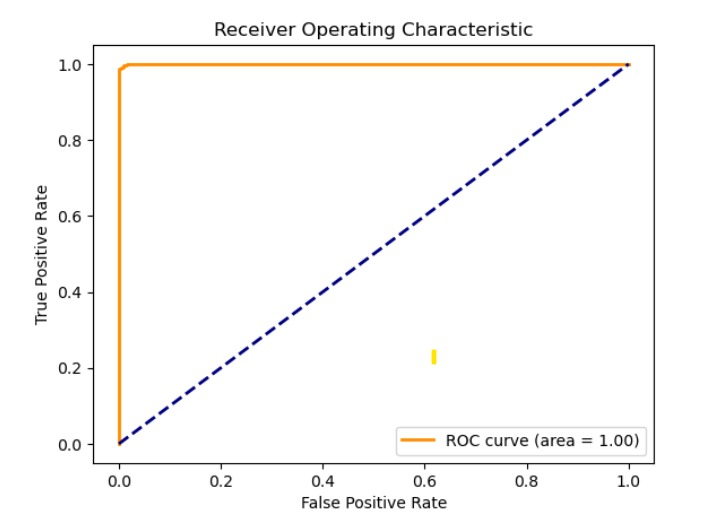 Receiver Operating Characteristic
1.0
0.8
0.6
0.4
0.2
0.0
True Positive Rate
ROC curve (area = 1.00)
0.0 0.2 0.4 0.6 0.8 1.0
False Positive Rate